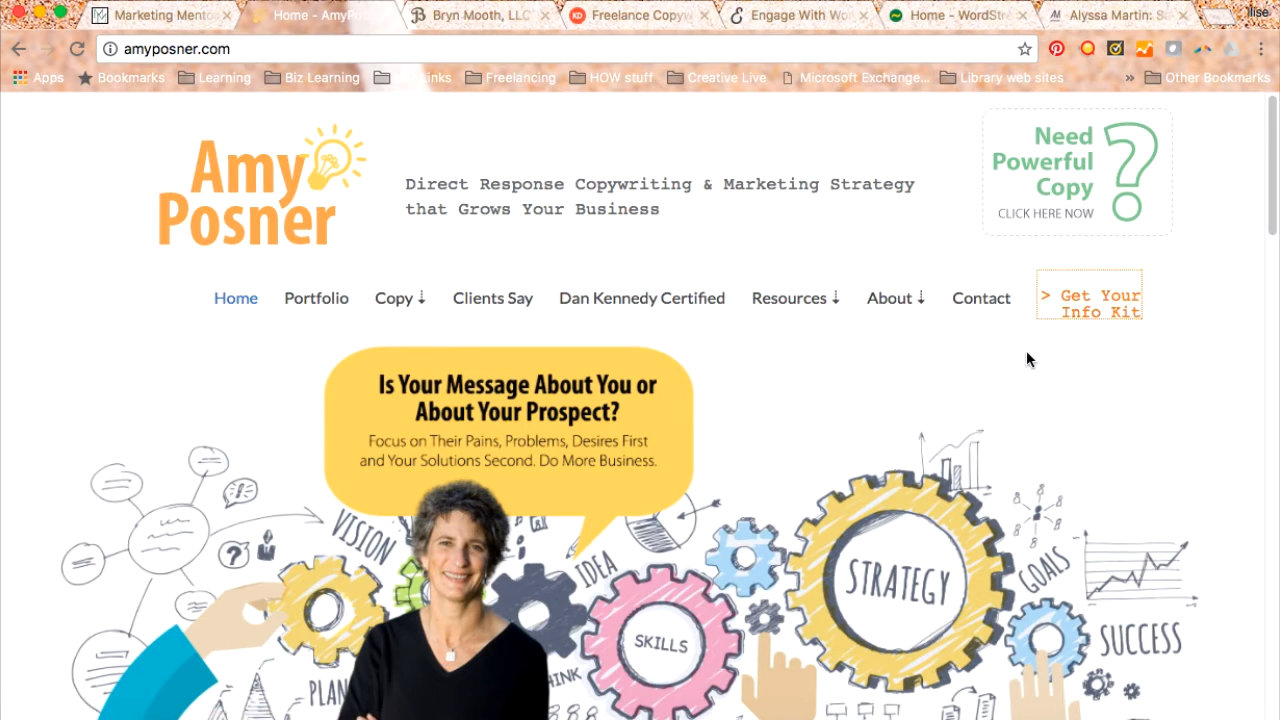 Marketing Mento
Home - AmyPo
Bryn Mooth, LLC
Freelance Copyw
Engage With Wo
Home - WordStre
Alyssa Martin: S
Ilise
amyposner.com
Apps
Bookmarks
Learning
Biz Learning
Links
Freelancing
HOW stuff
Creative Live
Microsoft Exchange...
Library web sites
»
Other Bookmarks
Amy
Posner
Direct Response Copywriting & Marketing Strategy
that Grows Your Business
Need
Powerful
Copy
?
CLICK HERE NOW
Home
Portfolio
Copy ⇣
Clients Say
Dan Kennedy Certified
Resources ⇣
About ⇣
Contact
> Get Your
Info Kit
Is Your Message About You or
About Your Prospect?
Focus on Their Pains, Problems, Desires First
and Your Solutions Second. Do More Business.
VISION
IDEA
STRATEGY
GOALS
SKILLS
SUCCESS
PLAN